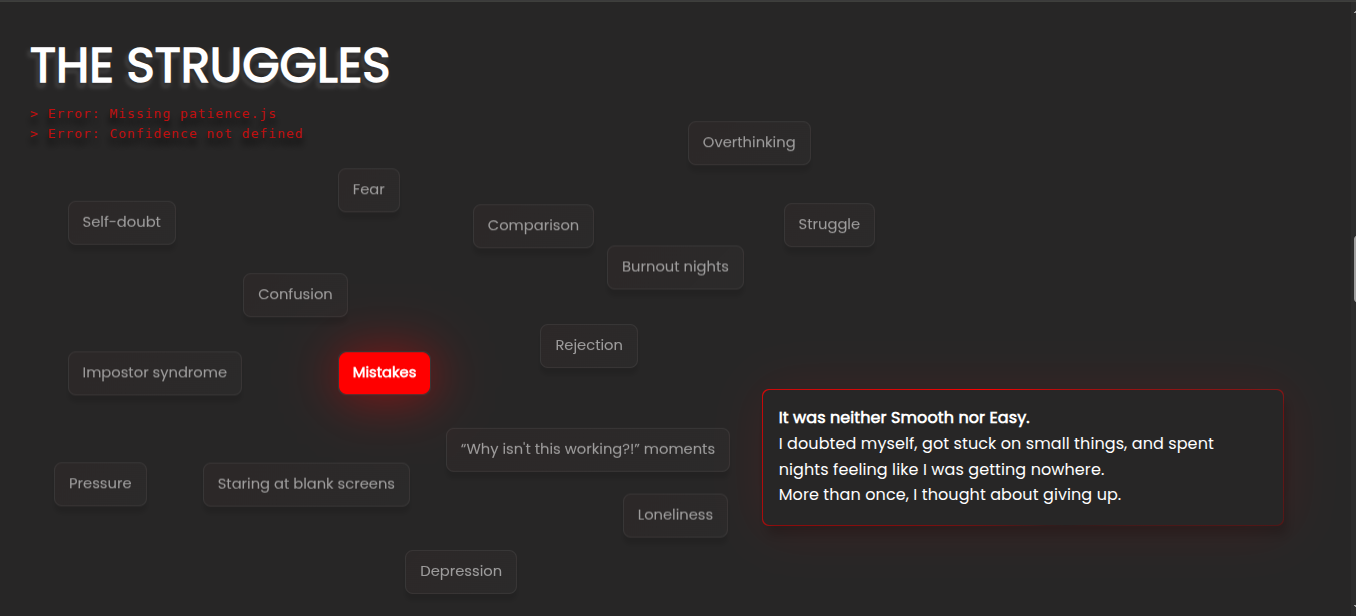 THE STRUGGLES
> Error: Missing patience.js
> Error: Confidence not defined
Overthinking
Fear
Self-doubt
Comparison
Struggle
Burnout nights
Confusion
Rejection
Impostor syndrome
Mistakes
It was neither Smooth nor Easy.
I doubted myself, got stuck on small things, and spent
nights feeling like I was getting nowhere.
More than once, I thought about giving up.
“Why isn't this working?!” moments
Pressure
Staring at blank screens
Loneliness
Depression